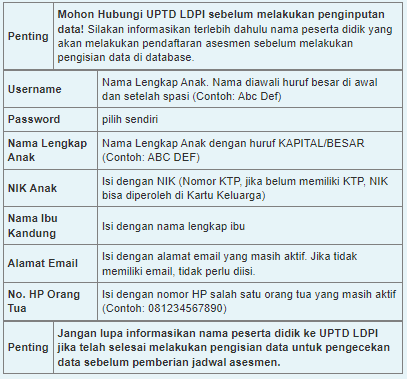 Penting
Mohon Hubungi UPTD LDPI sebelum melakukan penginputan
data! Silakan informasikan terlebih dahulu nama peserta didik yang
akan melakukan pendaftaran asesmen sebelum melakukan
pengisian data di database.
Username
Nama Lengkap Anak. Nama diawali huruf besar di awal
dan setelah spasi (Contoh: Abc Def)
Password
pilih sendiri
Nama Lengkap
Anak
Nama Lengkap Anak dengan huruf KAPITAL/BESAR
(Contoh: ABC DEF)
NIK Anak
Isi dengan NIK (Nomor KTP, jika belum memiliki KTP, NIK
bisa diperoleh di Kartu Keluarga)
Nama Ibu
Kandung
Isi dengan nama lengkap ibu
Alamat Email
Isi dengan alamat email yang masih aktif. Jika tidak
memiliki email, tidak perlu diisi.
No. HP Orang
Tua
Isi dengan nomor HP salah satu orang tua yang masih aktif
(Contoh: 081234567890)
Penting
Jangan lupa informasikan nama peserta didik ke UPTD LDPI
jika telah selesai melakukan pengisian data untuk pengecekan
data sebelum pemberian jadwal asesmen.